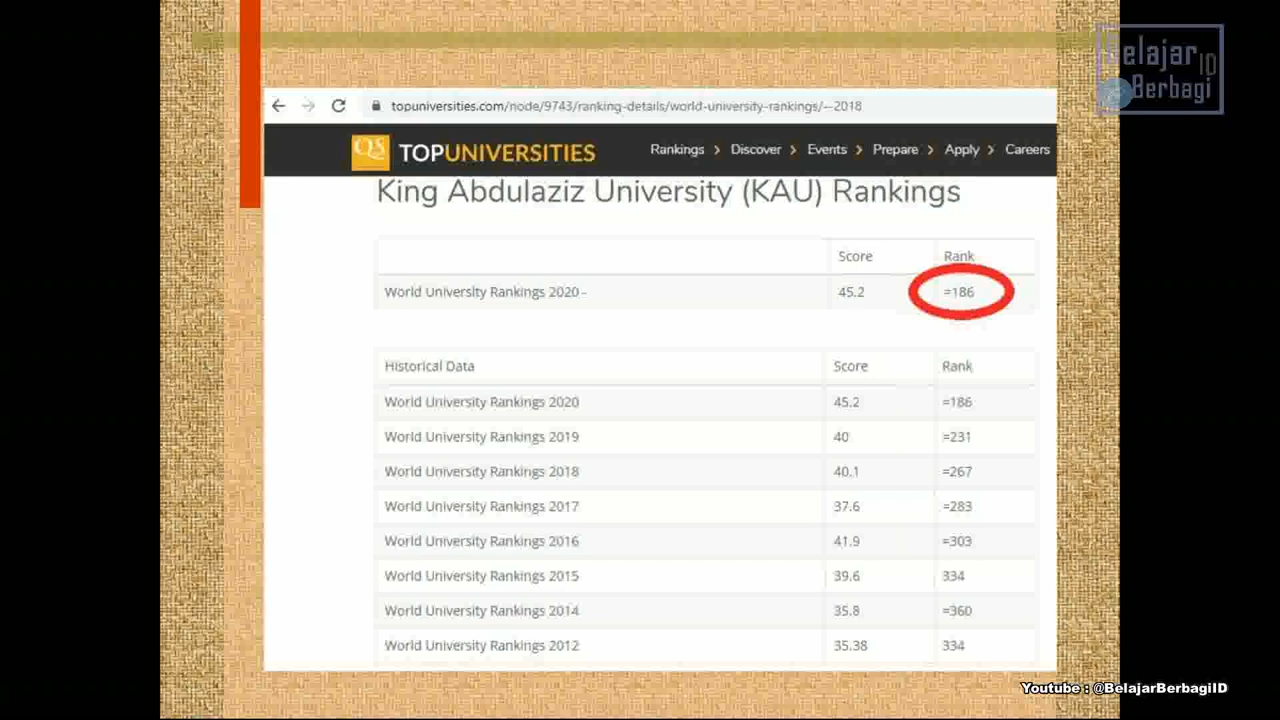 Belajar ID
Berbagi
topuniversities.com/node/9743/ranking-details/world-university-rankings/--2018
QS TOPUNIVERSITIES Rankings > Discover > Events > Prepare > Apply > Careers
King Abdulaziz University (KAU) Rankings
Score Rank
World University Rankings 2020 - 45.2 =186
Historical Data Score Rank
World University Rankings 2020 45.2 =186
World University Rankings 2019 40 =231
World University Rankings 2018 40.1 =267
World University Rankings 2017 37.6 =283
World University Rankings 2016 41.9 =303
World University Rankings 2015 39.6 334
World University Rankings 2014 35.8 =360
World University Rankings 2012 35.38 334
Youtube : @BelajarBerbagiID